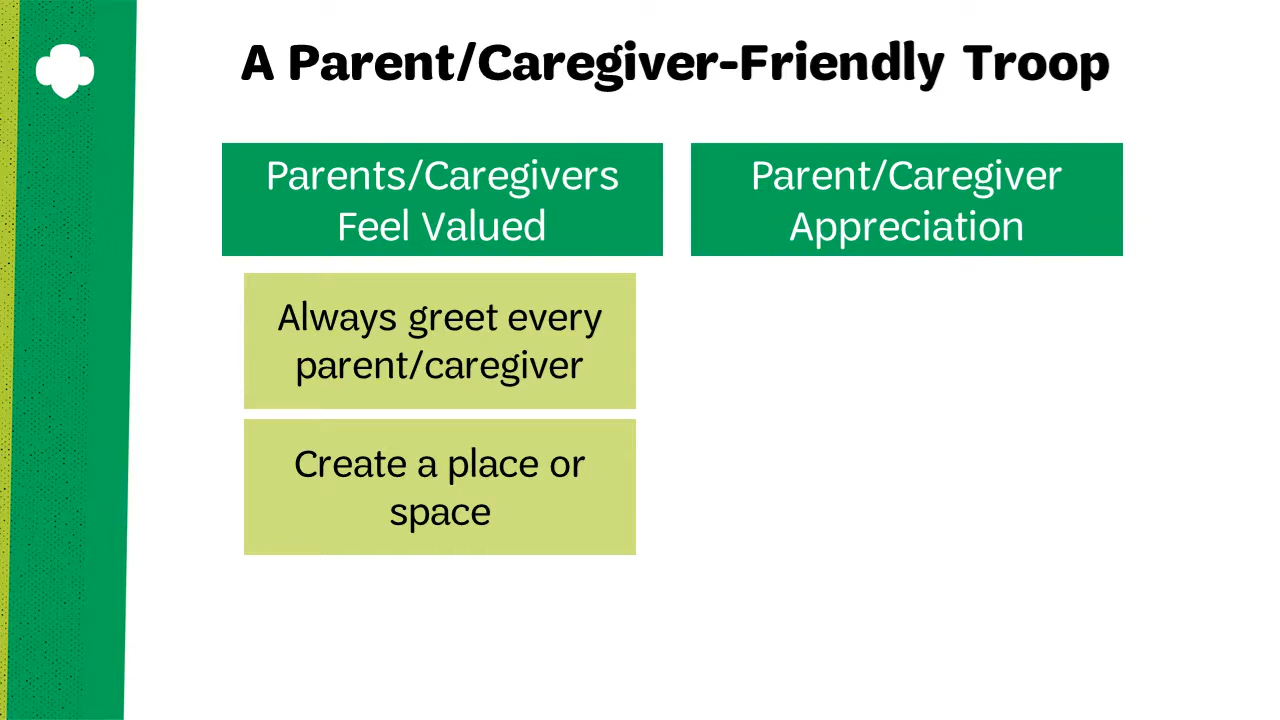 A Parent/Caregiver-Friendly Troop
Parents/Caregivers
Feel Valued
Always greet every
parent/caregiver
Create a place or
space
Parent/Caregiver
Appreciation